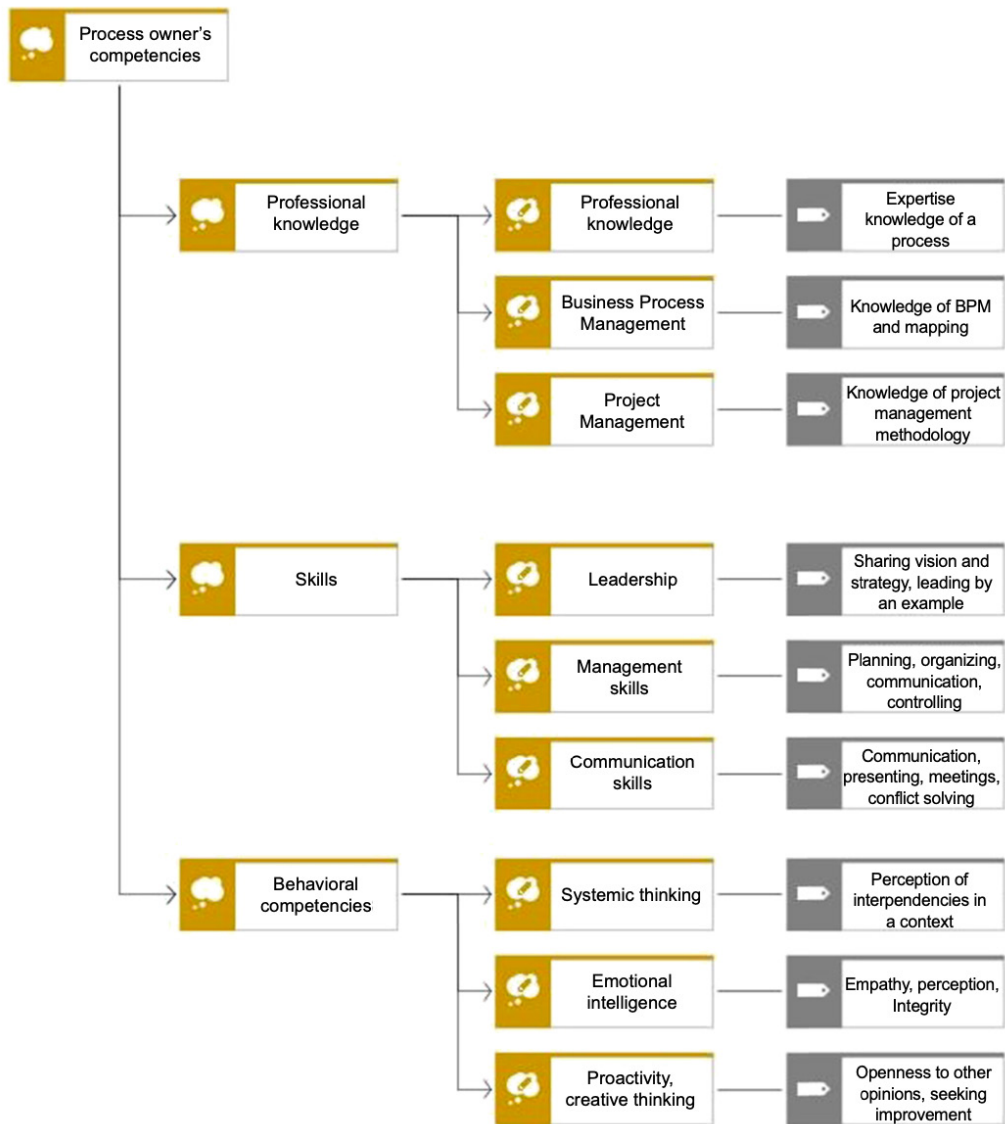 Process owner’s
competencies
Professional
knowledge
Professional
knowledge
Expertise
knowledge of a
process
Business Process
Management
Knowledge of BPM
and mapping
Project
Management
Knowledge of project
management
methodology
Skills
Leadership
Sharing vision and
strategy, leading by
an example
Management
skills
Planning, organizing,
communication,
controlling
Communication
skills
Communication,
presenting, meetings,
conflict solving
Behavioral
competencies
Systemic thinking
Perception of
interpendencies in
a context
Emotional
intelligence
Empathy, perception,
Integrity
Proactivity,
creative thinking
Openness to other
opinions, seeking
improvement